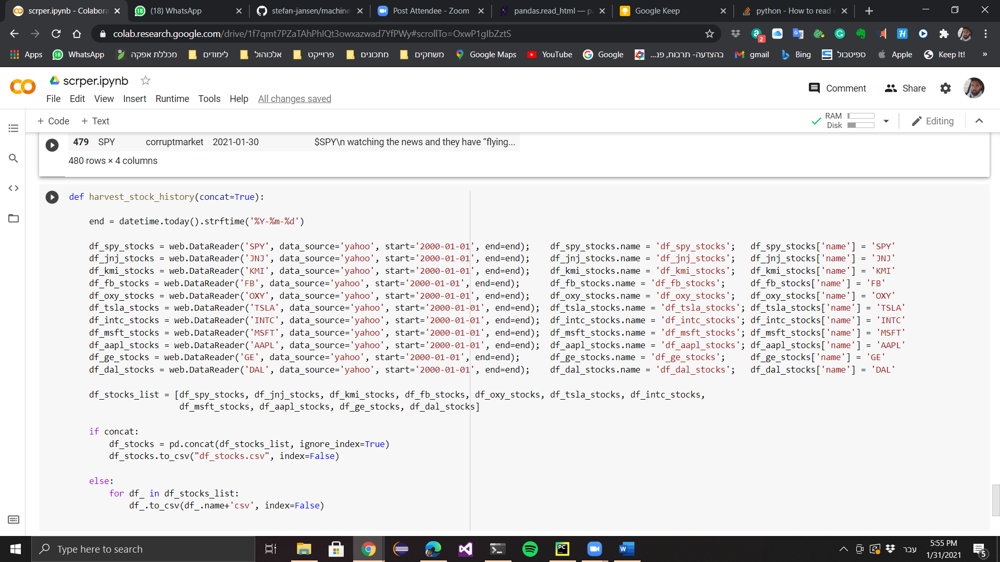 scrper.ipynb - Colabora
(18) WhatsApp
stefan-jansen/machine
Post Attendee - Zoom
pandas.read_html — pa
Google Keep
python - How to read c
colab.research.google.com/drive/1f7qmt7PZaTAhPhIQt3owxazwad7YfPWy#scrollTo=OxwP1glbZztS
2
Apps
WhatsApp
מכללת אפקה
לימודים
אלכוהול
פרוייקט
מתכונים
משחקים
Google Maps
YouTube
Google
בהצדעה- תרבות, פנ...
gmail
Bing
ספיטבול
Apple
Keep It!
»
scrper.ipynb
Comment
Share
File Edit View Insert Runtime Tools Help All changes saved
+ Code + Text
RAM
Disk
Editing
479 SPY corruptmarket 2021-01-30 $SPY\n watching the news and they have “flying...
480 rows × 4 columns
def harvest_stock_history(concat=True):
end = datetime.today().strftime('%Y-%m-%d')
df_spy_stocks = web.DataReader('SPY', data_source='yahoo', start='2000-01-01', end=end); df_spy_stocks.name = 'df_spy_stocks'; df_spy_stocks['name'] = 'SPY'
df_jnj_stocks = web.DataReader('JNJ', data_source='yahoo', start='2000-01-01', end=end); df_jnj_stocks.name = 'df_jnj_stocks'; df_jnj_stocks['name'] = 'JNJ'
df_kmi_stocks = web.DataReader('KMI', data_source='yahoo', start='2000-01-01', end=end); df_kmi_stocks.name = 'df_kmi_stocks'; df_kmi_stocks['name'] = 'KMI'
df_fb_stocks = web.DataReader('FB', data_source='yahoo', start='2000-01-01', end=end); df_fb_stocks.name = 'df_fb_stocks'; df_fb_stocks['name'] = 'FB'
df_oxy_stocks = web.DataReader('OXY', data_source='yahoo', start='2000-01-01', end=end); df_oxy_stocks.name = 'df_oxy_stocks'; df_oxy_stocks['name'] = 'OXY'
df_tsla_stocks = web.DataReader('TSLA', data_source='yahoo', start='2000-01-01', end=end); df_tsla_stocks.name = 'df_tsla_stocks'; df_tsla_stocks['name'] = 'TSLA'
df_intc_stocks = web.DataReader('INTC', data_source='yahoo', start='2000-01-01', end=end); df_intc_stocks.name = 'df_intc_stocks'; df_intc_stocks['name'] = 'INTC'
df_msft_stocks = web.DataReader('MSFT', data_source='yahoo', start='2000-01-01', end=end); df_msft_stocks.name = 'df_msft_stocks'; df_msft_stocks['name'] = 'MSFT'
df_aapl_stocks = web.DataReader('AAPL', data_source='yahoo', start='2000-01-01', end=end); df_aapl_stocks.name = 'df_aapl_stocks'; df_aapl_stocks['name'] = 'AAPL'
df_ge_stocks = web.DataReader('GE', data_source='yahoo', start='2000-01-01', end=end); df_ge_stocks.name = 'df_ge_stocks'; df_ge_stocks['name'] = 'GE'
df_dal_stocks = web.DataReader('DAL', data_source='yahoo', start='2000-01-01', end=end); df_dal_stocks.name = 'df_dal_stocks'; df_dal_stocks['name'] = 'DAL'
df_stocks_list = [df_spy_stocks, df_jnj_stocks, df_kmi_stocks, df_fb_stocks, df_oxy_stocks, df_tsla_stocks, df_intc_stocks,
df_msft_stocks, df_aapl_stocks, df_ge_stocks, df_dal_stocks]
if concat:
df_stocks = pd.concat(df_stocks_list, ignore_index=True)
df_stocks.to_csv("df_stocks.csv", index=False)
else:
for df_ in df_stocks_list:
df_.to_csv(df_.name+'csv', index=False)
Type here to search
עבר
5:55 PM
1/31/2021
5